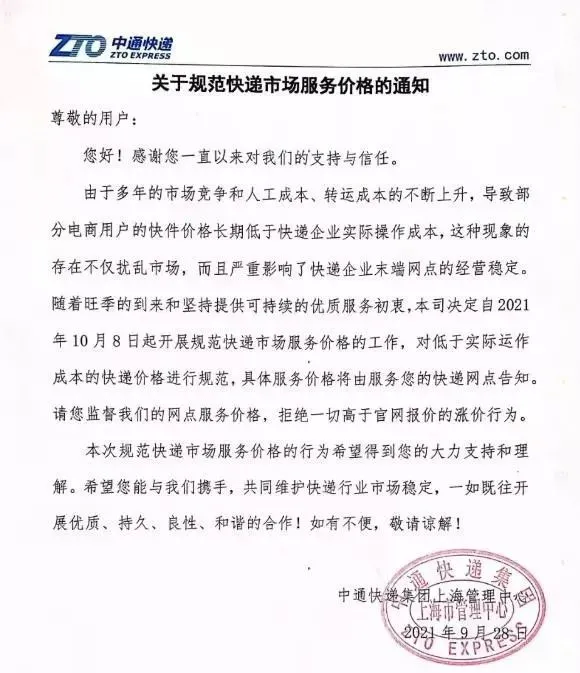 ZTO 中通快递
ZTO EXPRESS
www.zto.com
关于规范快递市场服务价格的通知
尊敬的用户：
您好！感谢您一直以来对我们的支持与信任。
由于多年的市场竞争和人工成本、转运成本的不断上升，导致部
分电商用户的快件价格长期低于快递企业实际操作成本，这种现象的
存在不仅扰乱市场，而且严重影响了快递企业末端网点的经营稳定。
随着旺季的到来和坚持提供可持续的优质服务初衷，本司决定自2021
年10月8日起开展规范快递市场服务价格的工作，对低于实际运作
成本的快递价格进行规范，具体服务价格将由服务您的快递网点告知。
请您监督我们的网点服务价格，拒绝一切高于官网报价的涨价行为。
本次规范快递市场服务价格的行为希望得到您的大力支持和理
解。希望您能与我们携手，共同维护快递行业市场稳定，一如既往开
展优质、持久、良性、和谐的合作！如有不便，敬请谅解！
中通快递集团上海管理中心
2021年9月28日
中通快递集团
上海市管理中心
ZTO EXPRESS